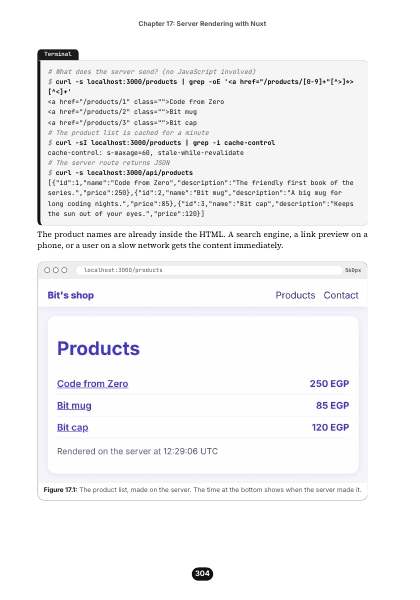 Chapter 17: Server Rendering with Nuxt
Terminal
# What does the server send? (no JavaScript involved)
$ curl -s localhost:3000/products | grep -oE '<a href="/products/[0-9]+"[^>]*>
[^<]+'
<a href="/products/1" class="">Code from Zero
<a href="/products/2" class="">Bit mug
<a href="/products/3" class="">Bit cap
# The product list is cached for a minute
$ curl -sI localhost:3000/products | grep -i cache-control
cache-control: s-maxage=60, stale-while-revalidate
# The server route returns JSON
$ curl -s localhost:3000/api/products
[{"id":1,"name":"Code from Zero","description":"The friendly first book of the
series.","price":250},{"id":2,"name":"Bit mug","description":"A big mug for
long coding nights.","price":85},{"id":3,"name":"Bit cap","description":"Keeps
the sun out of your eyes.","price":120}]
The product names are already inside the HTML. A search engine, a link preview on a
phone, or a user on a slow network gets the content immediately.
localhost:3000/products 560px
Bit's shop Products Contact
Products
Code from Zero 250 EGP
Bit mug 85 EGP
Bit cap 120 EGP
Rendered on the server at 12:29:06 UTC
Figure 17.1: The product list, made on the server. The time at the bottom shows when the server made it.
304